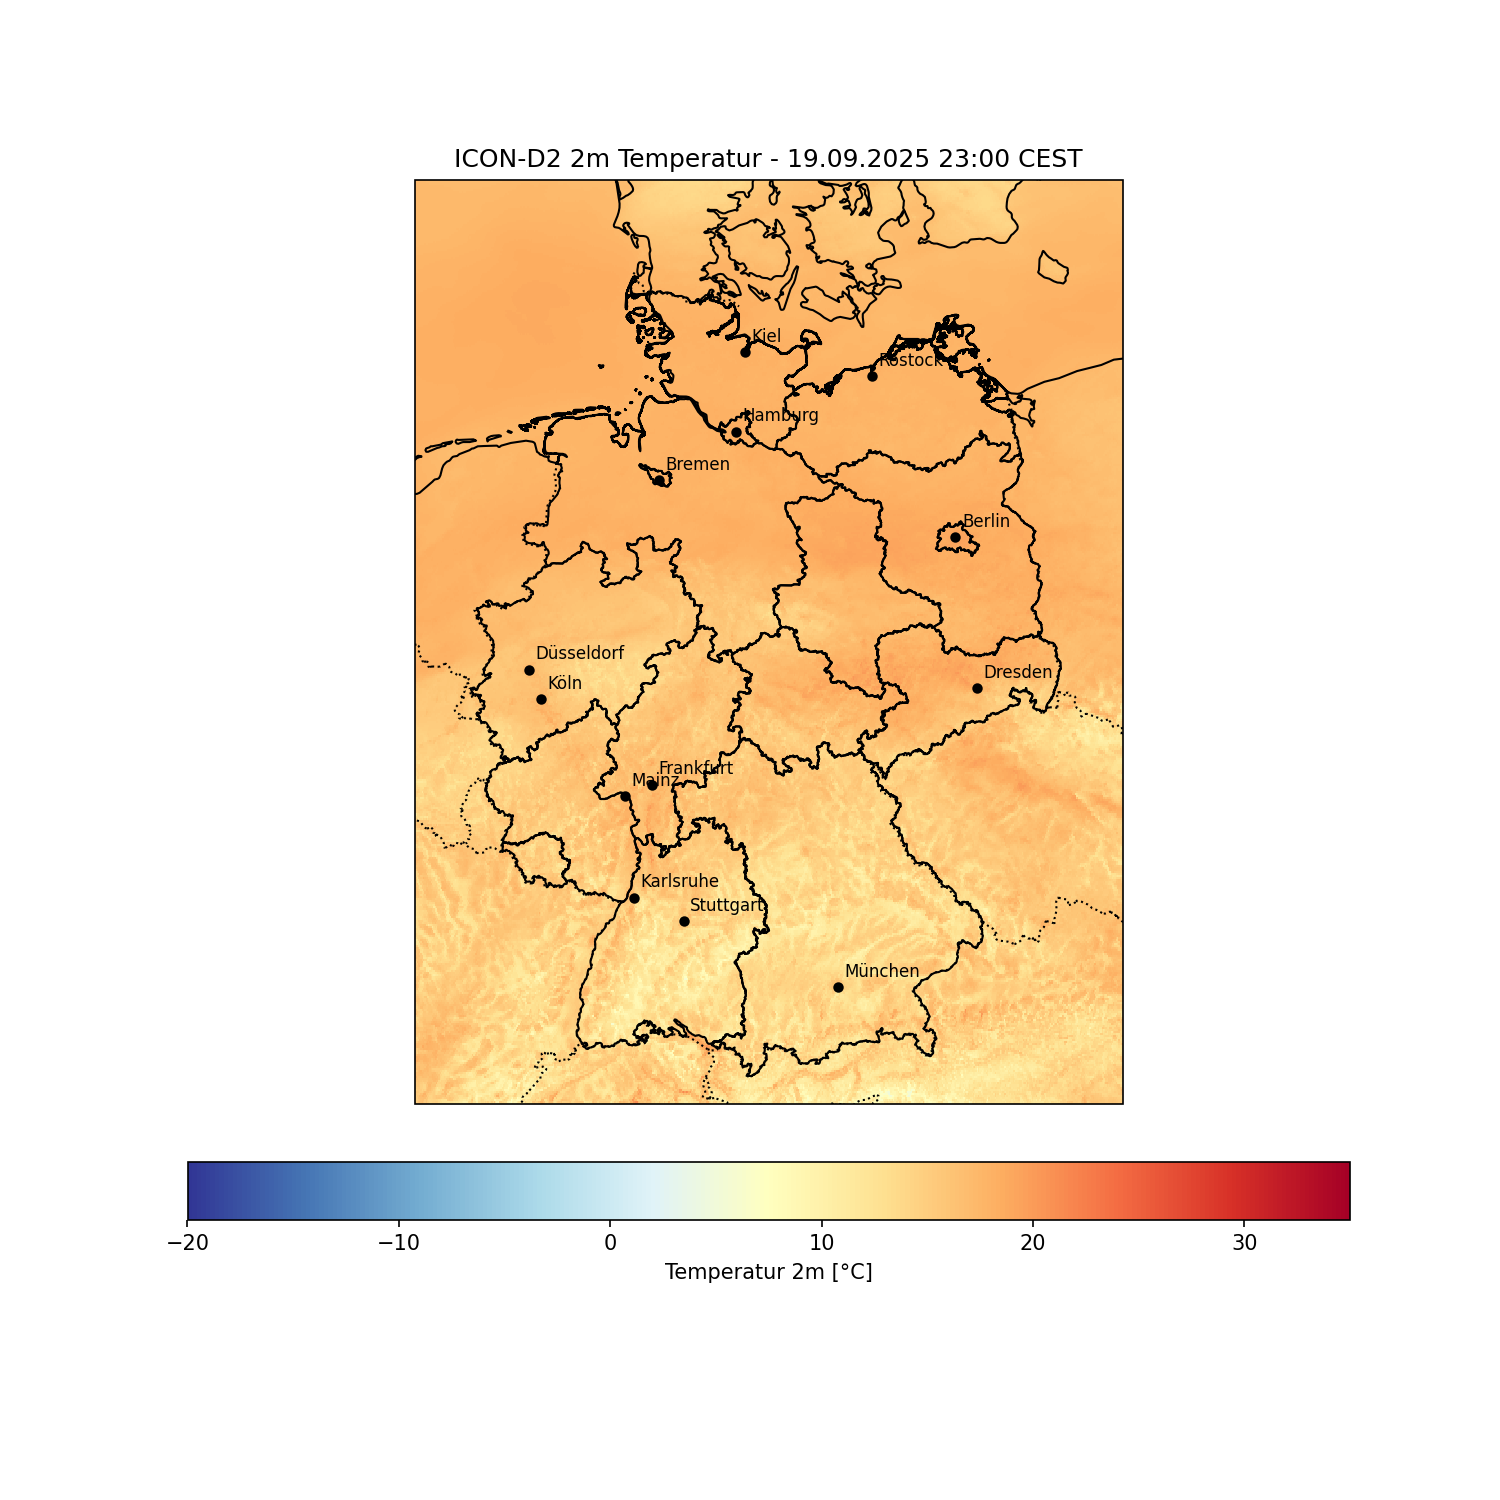 ICON-D2 2m Temperatur - 19.09.2025 23:00 CEST
Kiel
Rostock
Hamburg
Bremen
Berlin
Düsseldorf
Dresden
Köln
Frankfurt
Mainz
Karlsruhe
Stuttgart
München
−20 −10 0 10 20 30
Temperatur 2m [°C]